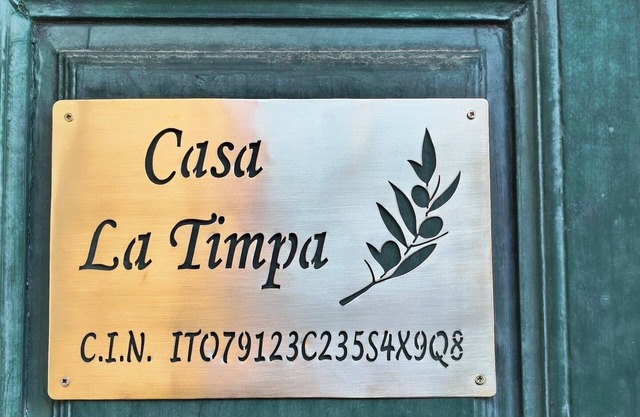 Casa
La Timpa
C.I.N. IT079123C235S4X9Q8